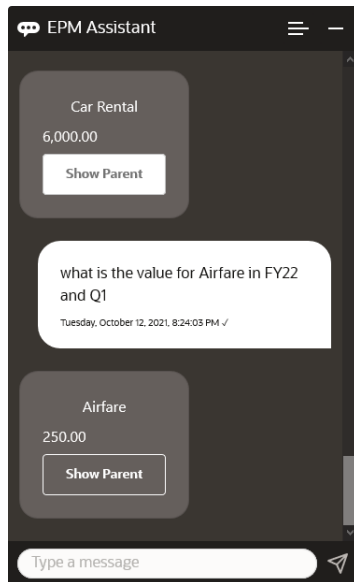 EPM Assistant
Car Rental
6,000.00
Show Parent
what is the value for Airfare in FY22
and Q1
Tuesday, October 12, 2021, 8:24:03 PM ✓
Airfare
250.00
Show Parent
Type a message